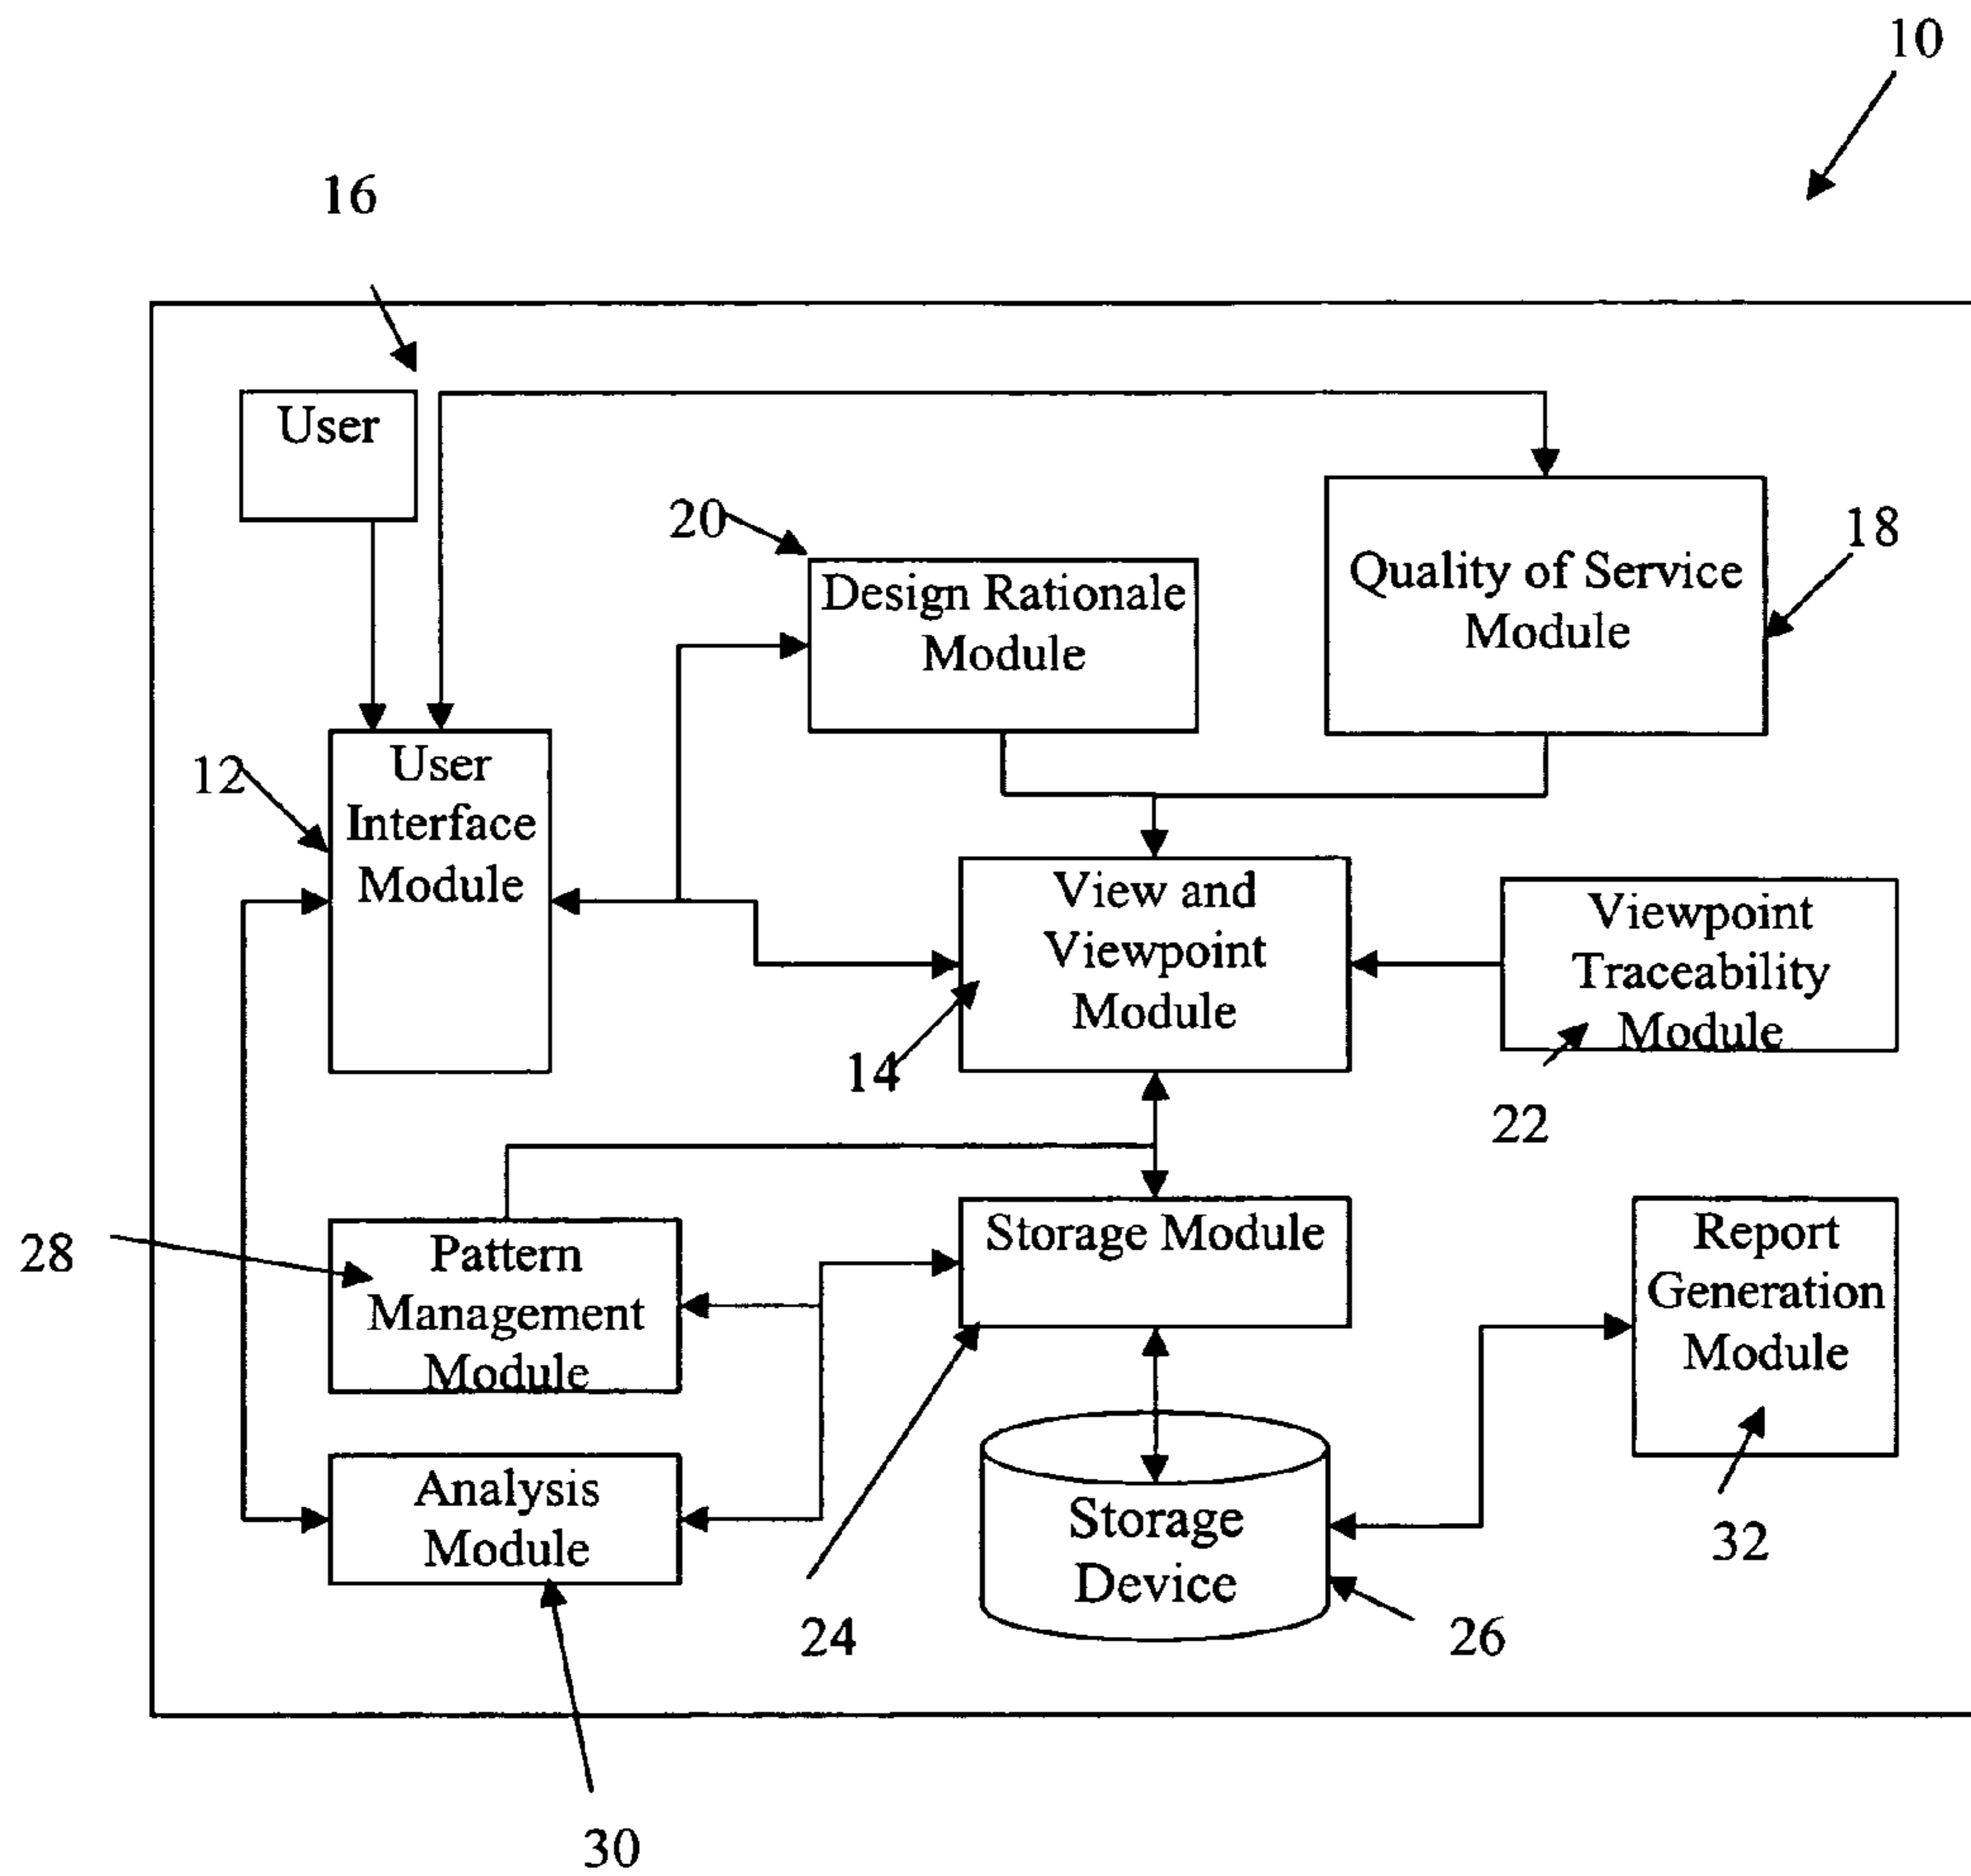 10
16
User
20
Design Rationale
Module
Quality of Service
Module
18
12
User
Interface
Module
View and
Viewpoint
Module
14
Viewpoint
Traceability
Module
22
28
Pattern
Management
Module
Storage Module
Report
Generation
Module
32
Analysis
Module
Storage
Device
24
26
30